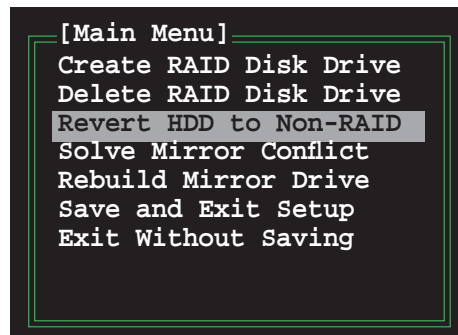 [Main Menu]
Create RAID Disk Drive
Delete RAID Disk Drive
Revert HDD to Non-RAID
Solve Mirror Conflict
Rebuild Mirror Drive
Save and Exit Setup
Exit Without Saving